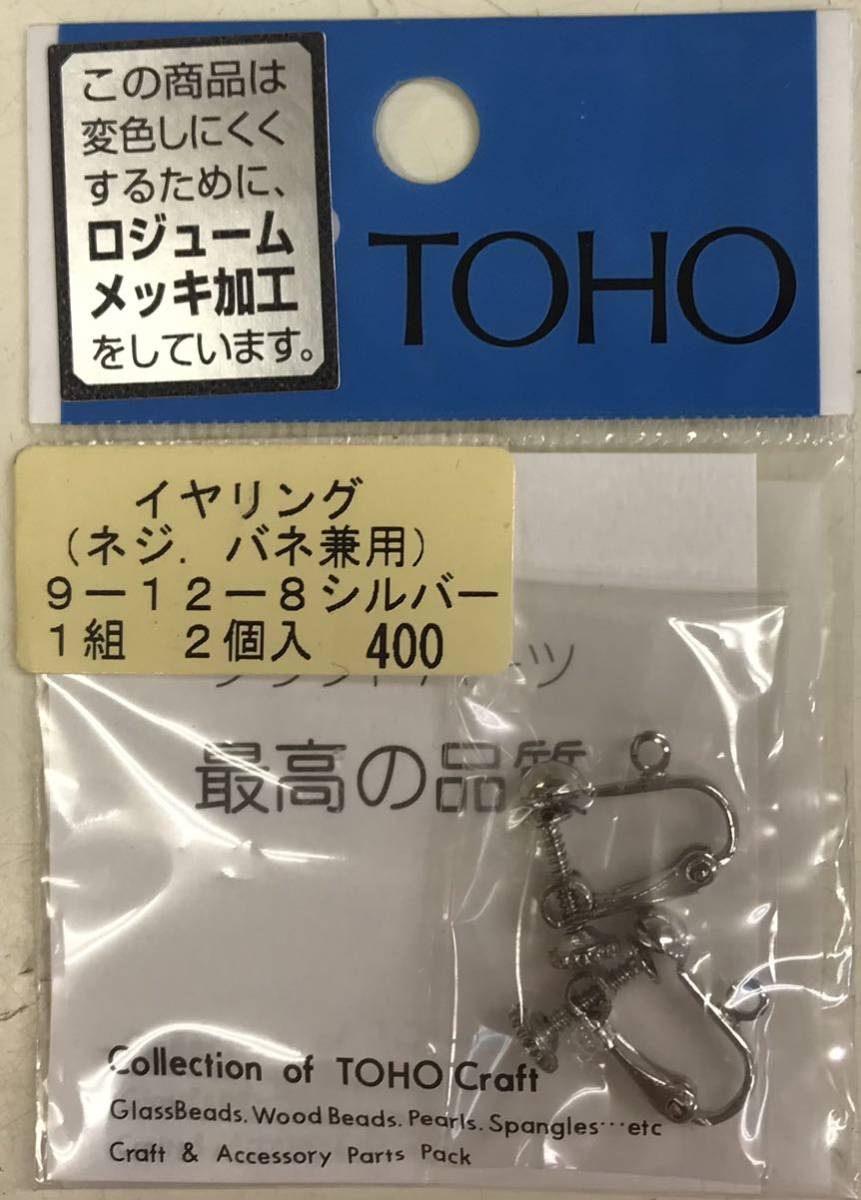 この商品は
変色しにくく
するために、
ロジューム
メッキ加工
をしています。
TOHO
イヤリング
(ネジ. バネ兼用)
9-12-8シルバー
1組 2個入 400
最高の品質
Collection of TOHO Craft
GlassBeads. Wood Beads. Pearls. Spangles…etc
Craft & Accessory Parts Pack